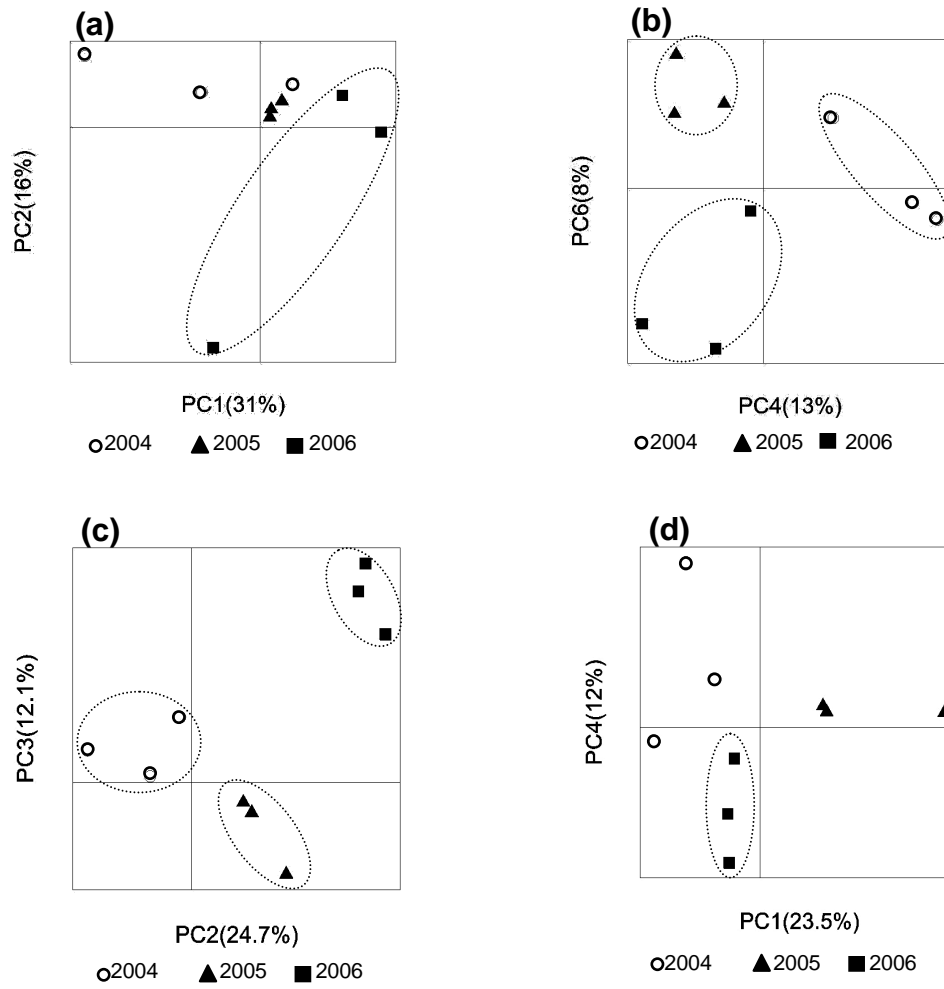 (a)
PC2(16%)
PC1(31%)
2004 2005 2006
(b)
PC6(8%)
PC4(13%)
2004 2005 2006
(c)
PC3(12.1%)
PC2(24.7%)
2004 2005 2006
(d)
PC4(12%)
PC1(23.5%)
2004 2005 2006